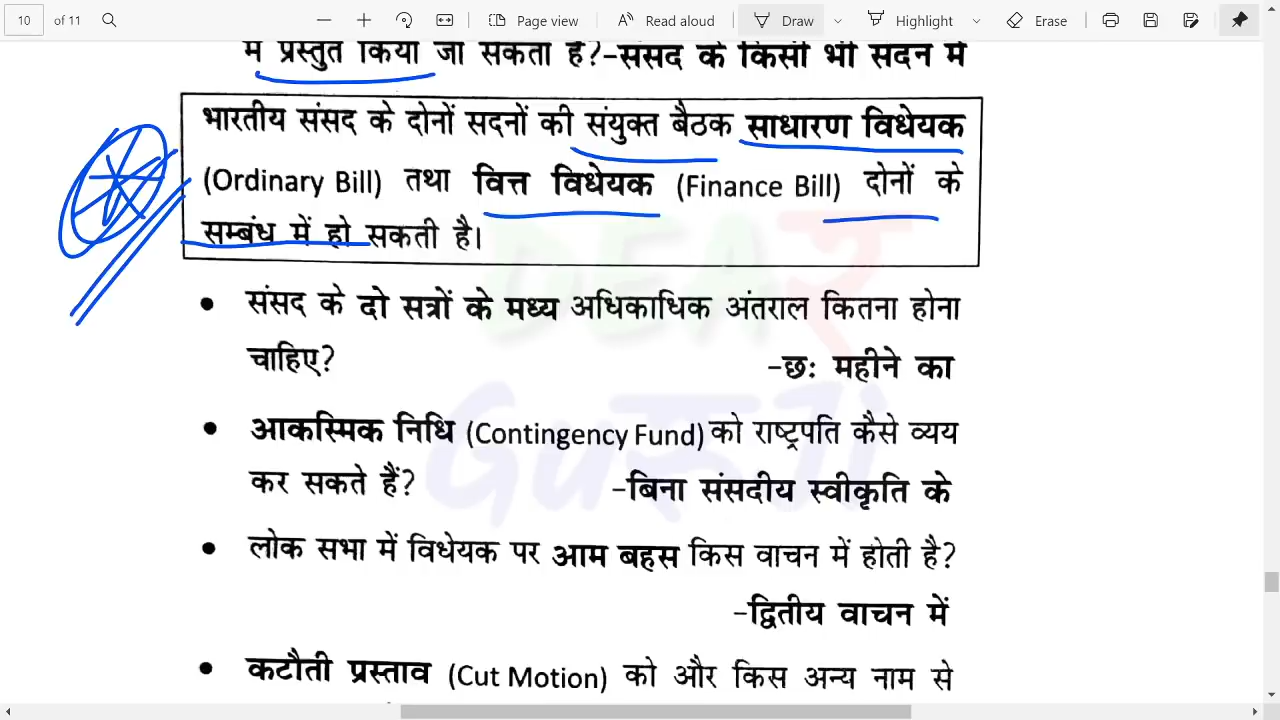 10 of 11 Page view Read aloud Draw Highlight Erase
में प्रस्तुत किया जा सकता है?-संसद के किसी भी सदन में
भारतीय संसद के दोनों सदनों की संयुक्त बैठक साधारण विधेयक
(Ordinary Bill) तथा वित्त विधेयक (Finance Bill) दोनों के
सम्बंध में हो सकती है।
• संसद के दो सत्रों के मध्य अधिकाधिक अंतराल कितना होना
चाहिए? -छः महीने का
• आकस्मिक निधि (Contingency Fund) को राष्ट्रपति कैसे व्यय
कर सकते हैं? -बिना संसदीय स्वीकृति के
• लोक सभा में विधेयक पर आम बहस किस वाचन में होती है?
-द्वितीय वाचन में
• कटौती प्रस्ताव (Cut Motion) को और किस अन्य नाम से
DEAR
Guruजी